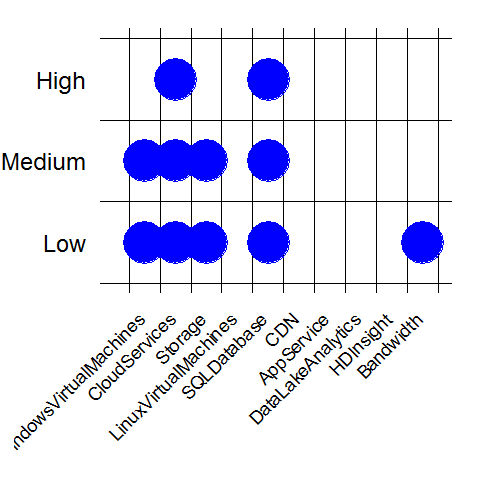 High
Medium
Low
ndowsVirtualMachines
CloudServices
Storage
LinuxVirtualMachines
SQLDatabase
CDN
AppService
DataLakeAnalytics
HDInsight
Bandwidth